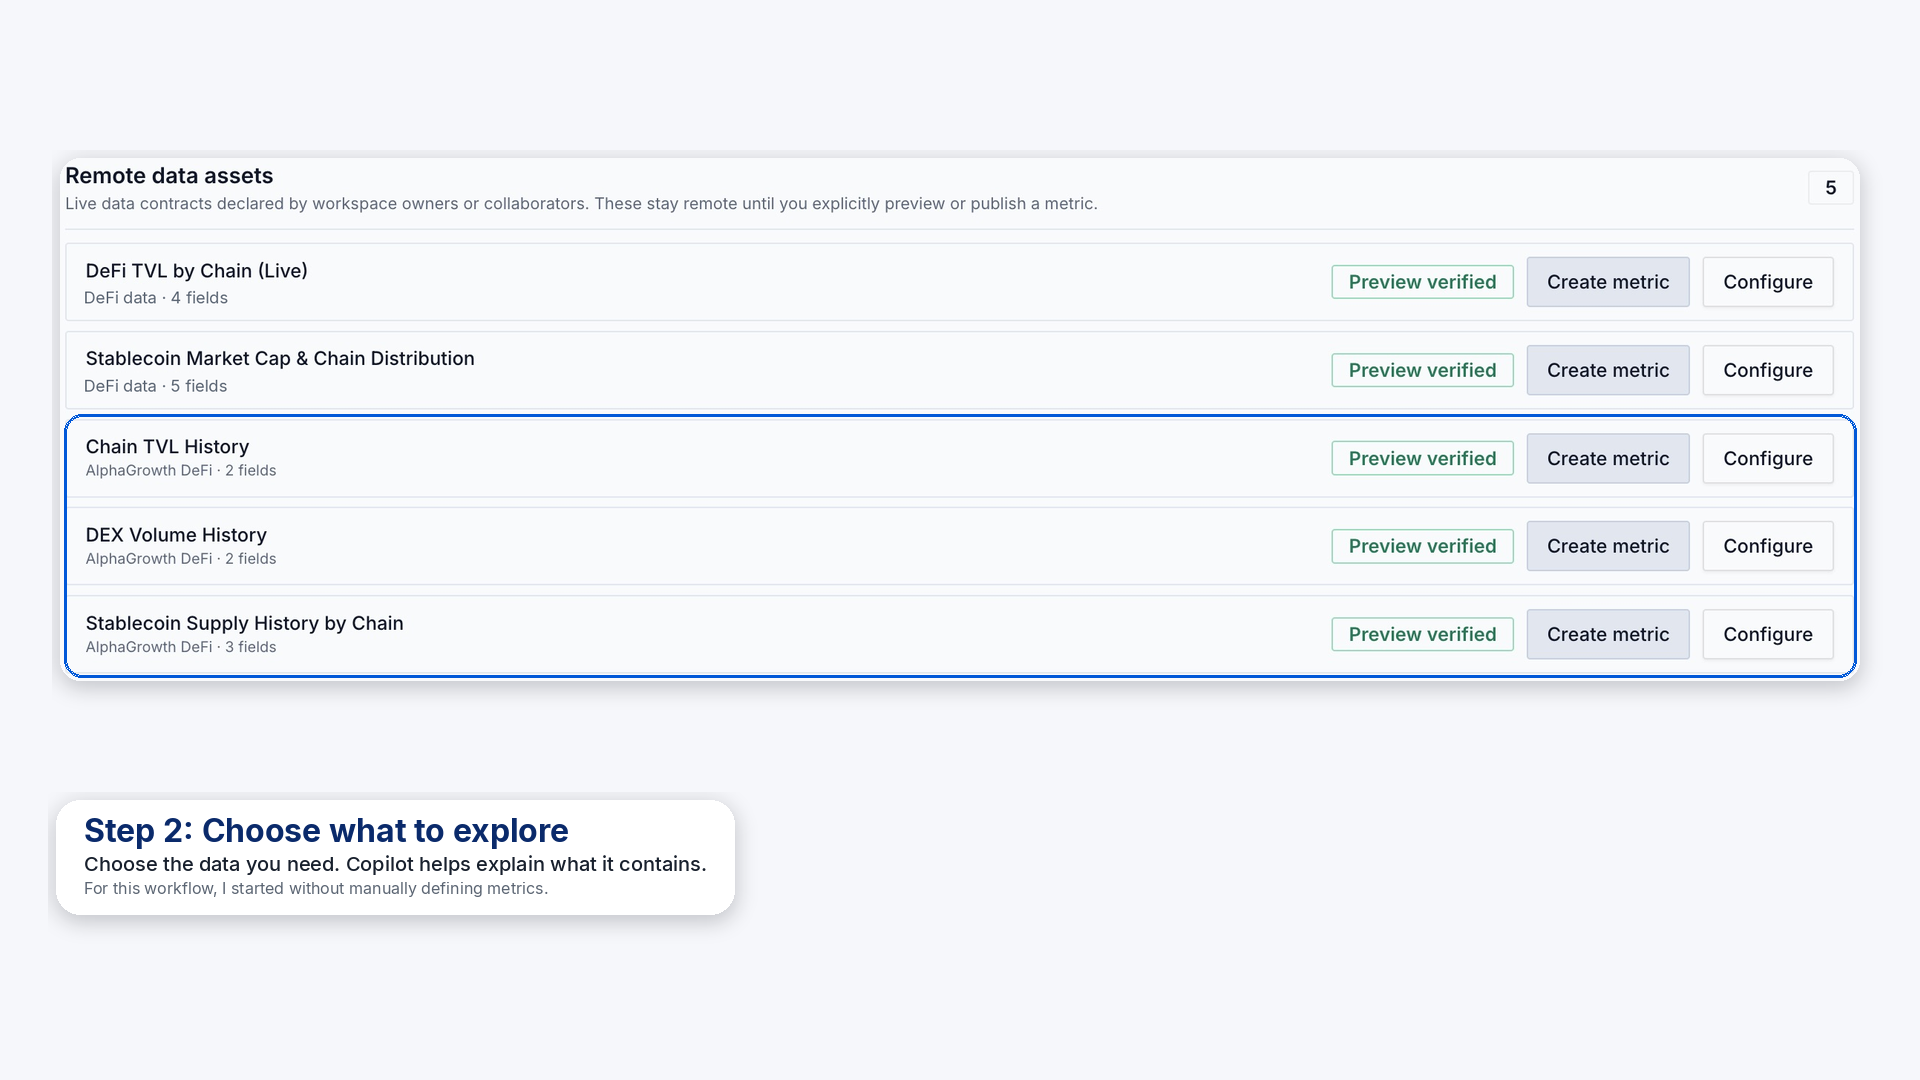 Remote data assets
Live data contracts declared by workspace owners or collaborators. These stay remote until you explicitly preview or publish a metric.
5
DeFi TVL by Chain (Live)
DeFi data · 4 fields
Preview verified
Create metric
Configure
Stablecoin Market Cap & Chain Distribution
DeFi data · 5 fields
Preview verified
Create metric
Configure
Chain TVL History
AlphaGrowth DeFi · 2 fields
Preview verified
Create metric
Configure
DEX Volume History
AlphaGrowth DeFi · 2 fields
Preview verified
Create metric
Configure
Stablecoin Supply History by Chain
AlphaGrowth DeFi · 3 fields
Preview verified
Create metric
Configure
Step 2: Choose what to explore
Choose the data you need. Copilot helps explain what it contains.
For this workflow, I started without manually defining metrics.